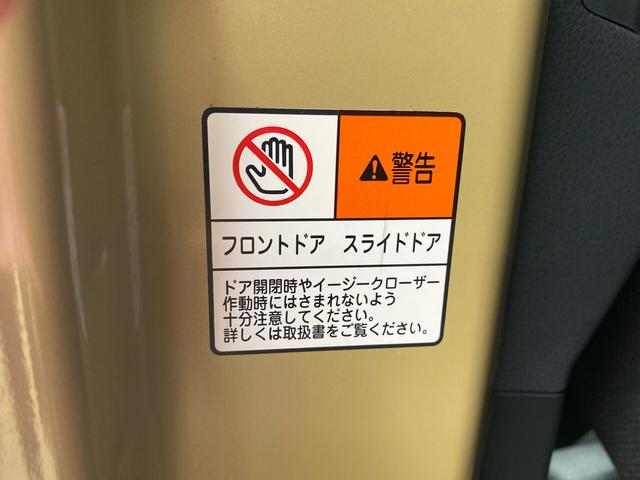 警告
フロントドア スライドドア
ドア開閉時やイージークローザー
作動時にはさまれないよう
十分注意してください。
詳しくは取扱書をご覧ください。